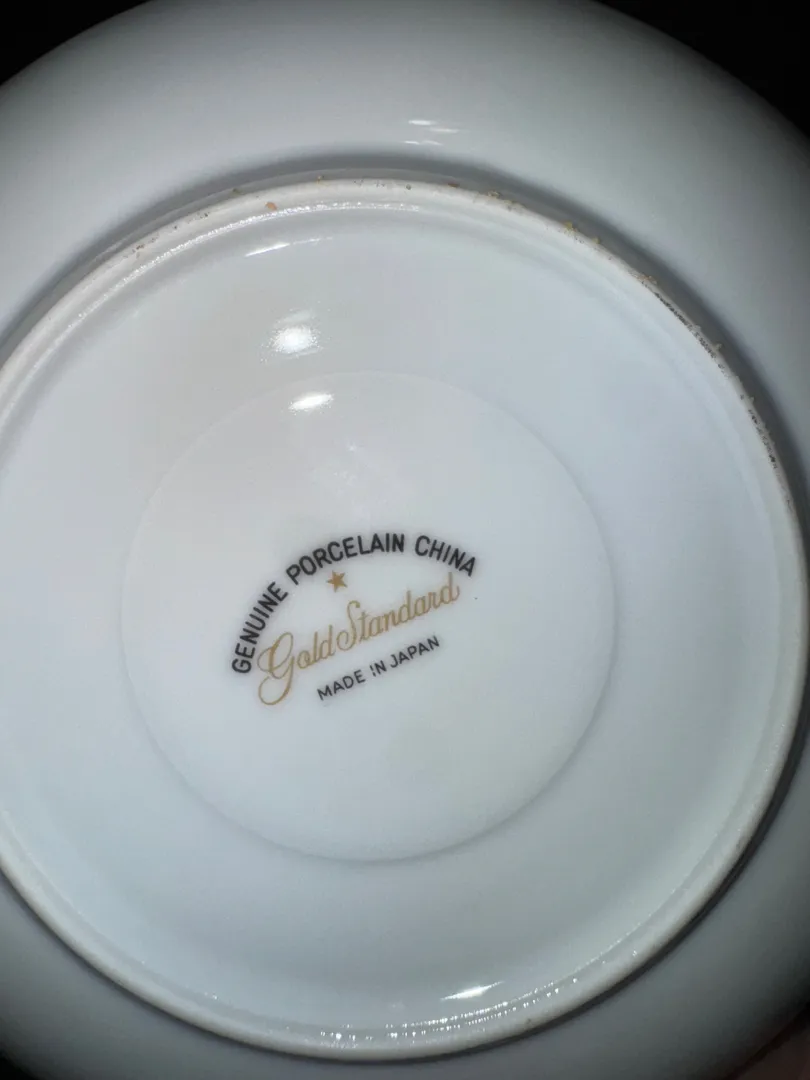 GENUINE PORCELAIN CHINA
Gold Standard
MADE IN JAPAN